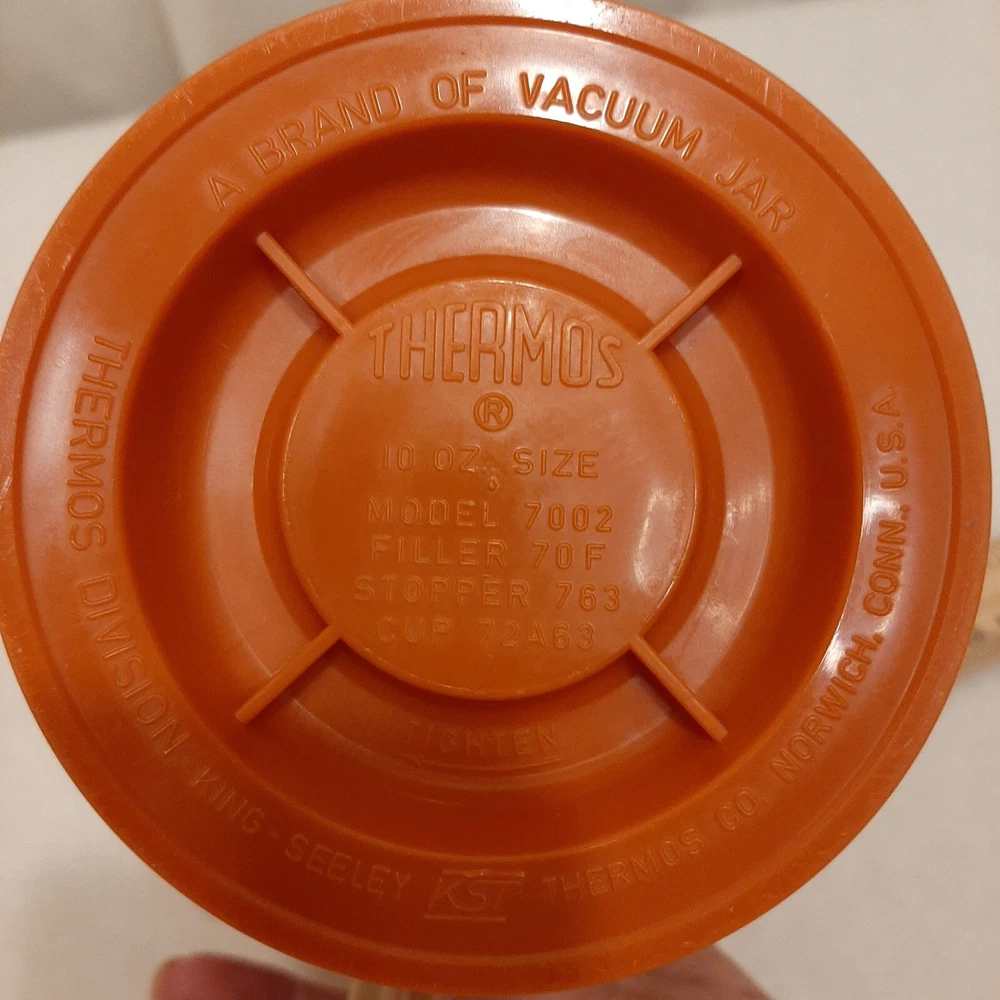 A BRAND OF VACUUM JAR
THERMOS
®
10 OZ. SIZE
MODEL 7002
FILLER 70F
STOPPER 763
CUP 72A63
TIGHTEN
THERMOS DIVISION KING-SEELEY KST THERMOS CO. NORWICH, CONN., U.S.A.